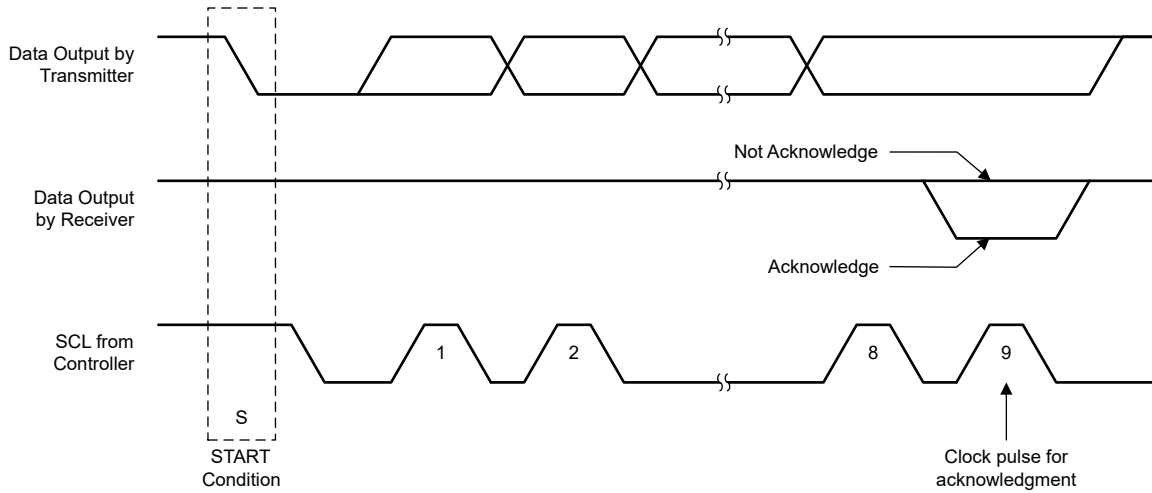 Data Output by
Transmitter
Not Acknowledge
Data Output
by Receiver
Acknowledge
SCL from
Controller
1
2
8
9
S
START
Condition
Clock pulse for
acknowledgment